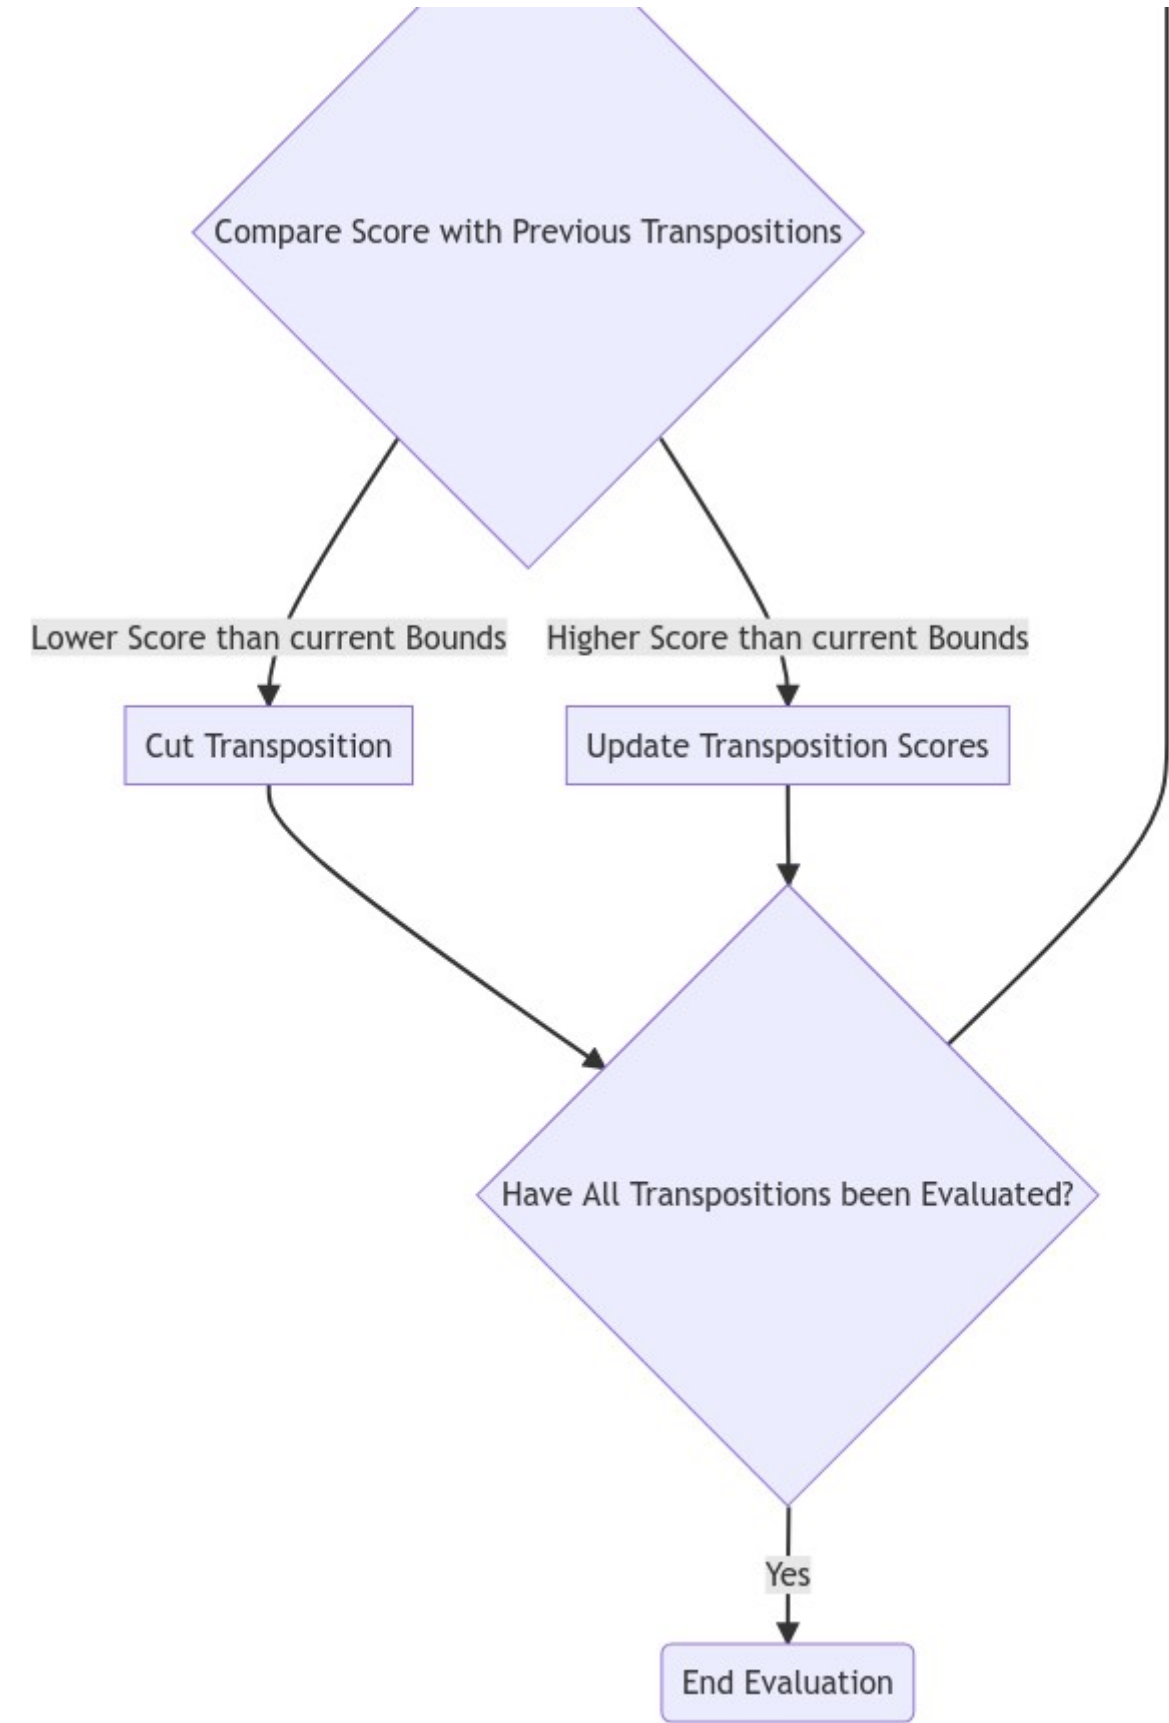 Compare Score with Previous Transpositions
Lower Score than current Bounds
Higher Score than current Bounds
Cut Transposition
Update Transposition Scores
Have All Transpositions been Evaluated?
Yes
End Evaluation